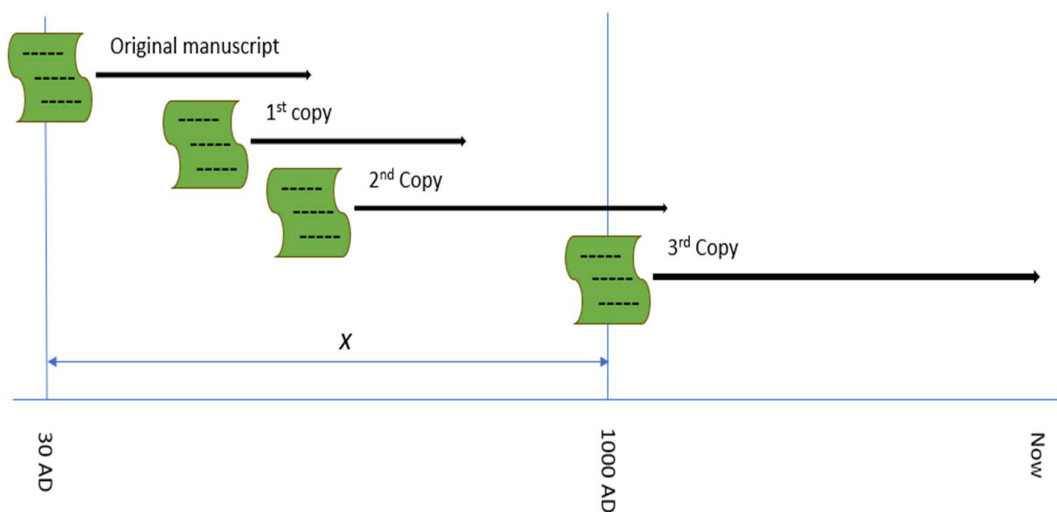 Original manuscript
1st copy
2nd Copy
3rd Copy
X
30 AD
1000 AD
Now